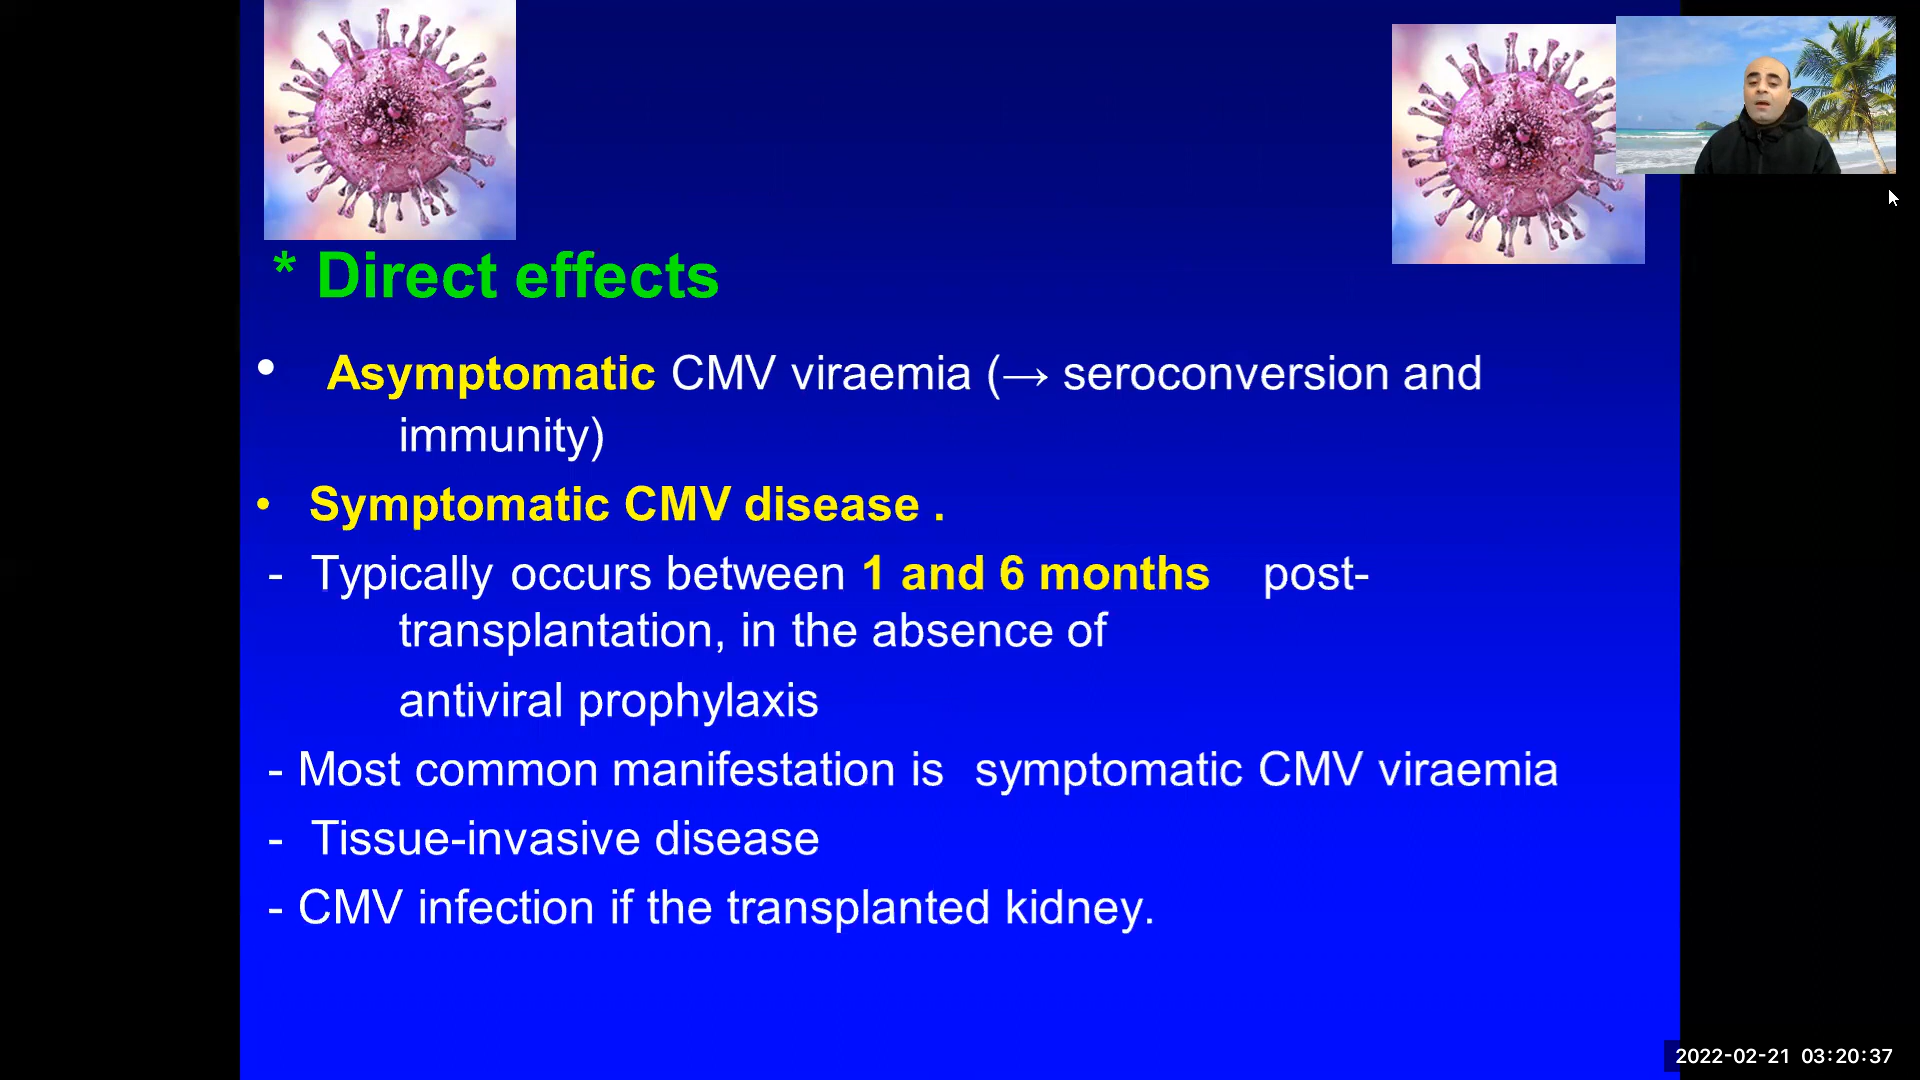 * Direct effects
• Asymptomatic CMV viraemia (→ seroconversion and
immunity)
• Symptomatic CMV disease .
- Typically occurs between 1 and 6 months post-
transplantation, in the absence of
antiviral prophylaxis
- Most common manifestation is symptomatic CMV viraemia
- Tissue-invasive disease
- CMV infection if the transplanted kidney.
2022-02-21 03:20:37